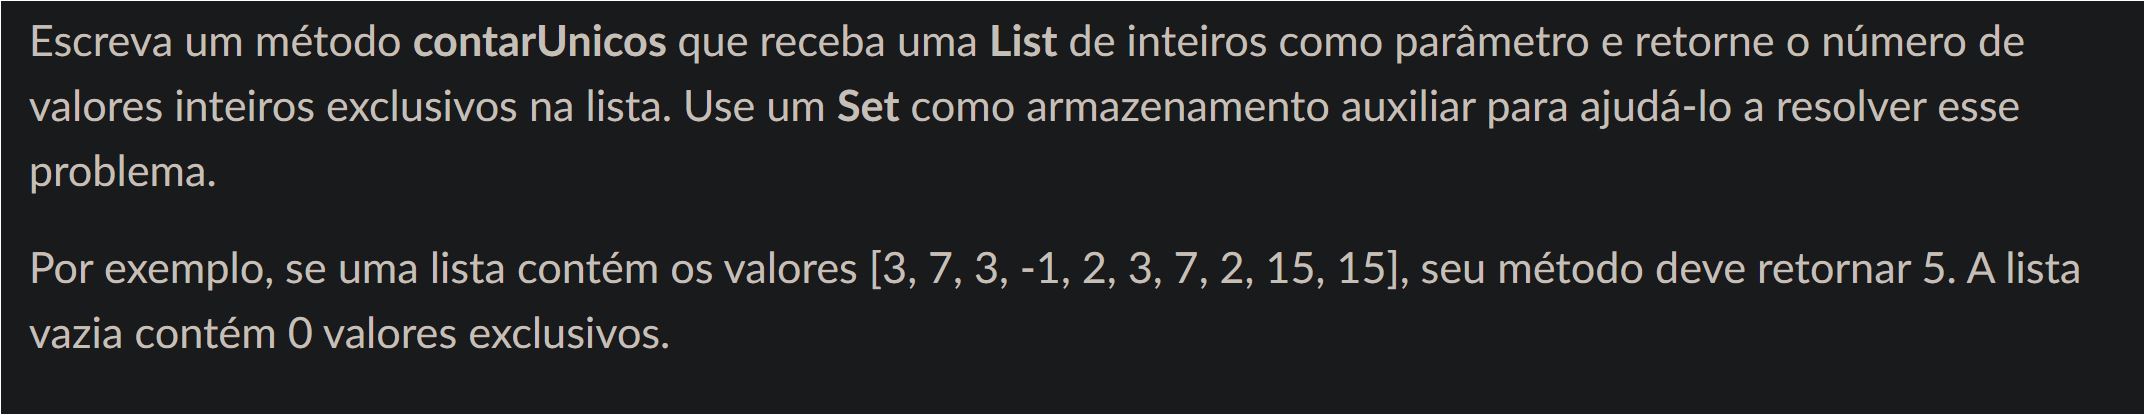 Escreva um método contarUnicos que receba uma List de inteiros como parâmetro e retorne o número de
valores inteiros exclusivos na lista. Use um Set como armazenamento auxiliar para ajudá-lo a resolver esse
problema.
Por exemplo, se uma lista contém os valores [3, 7, 3, -1, 2, 3, 7, 2, 15, 15], seu método deve retornar 5. A lista
vazia contém 0 valores exclusivos.